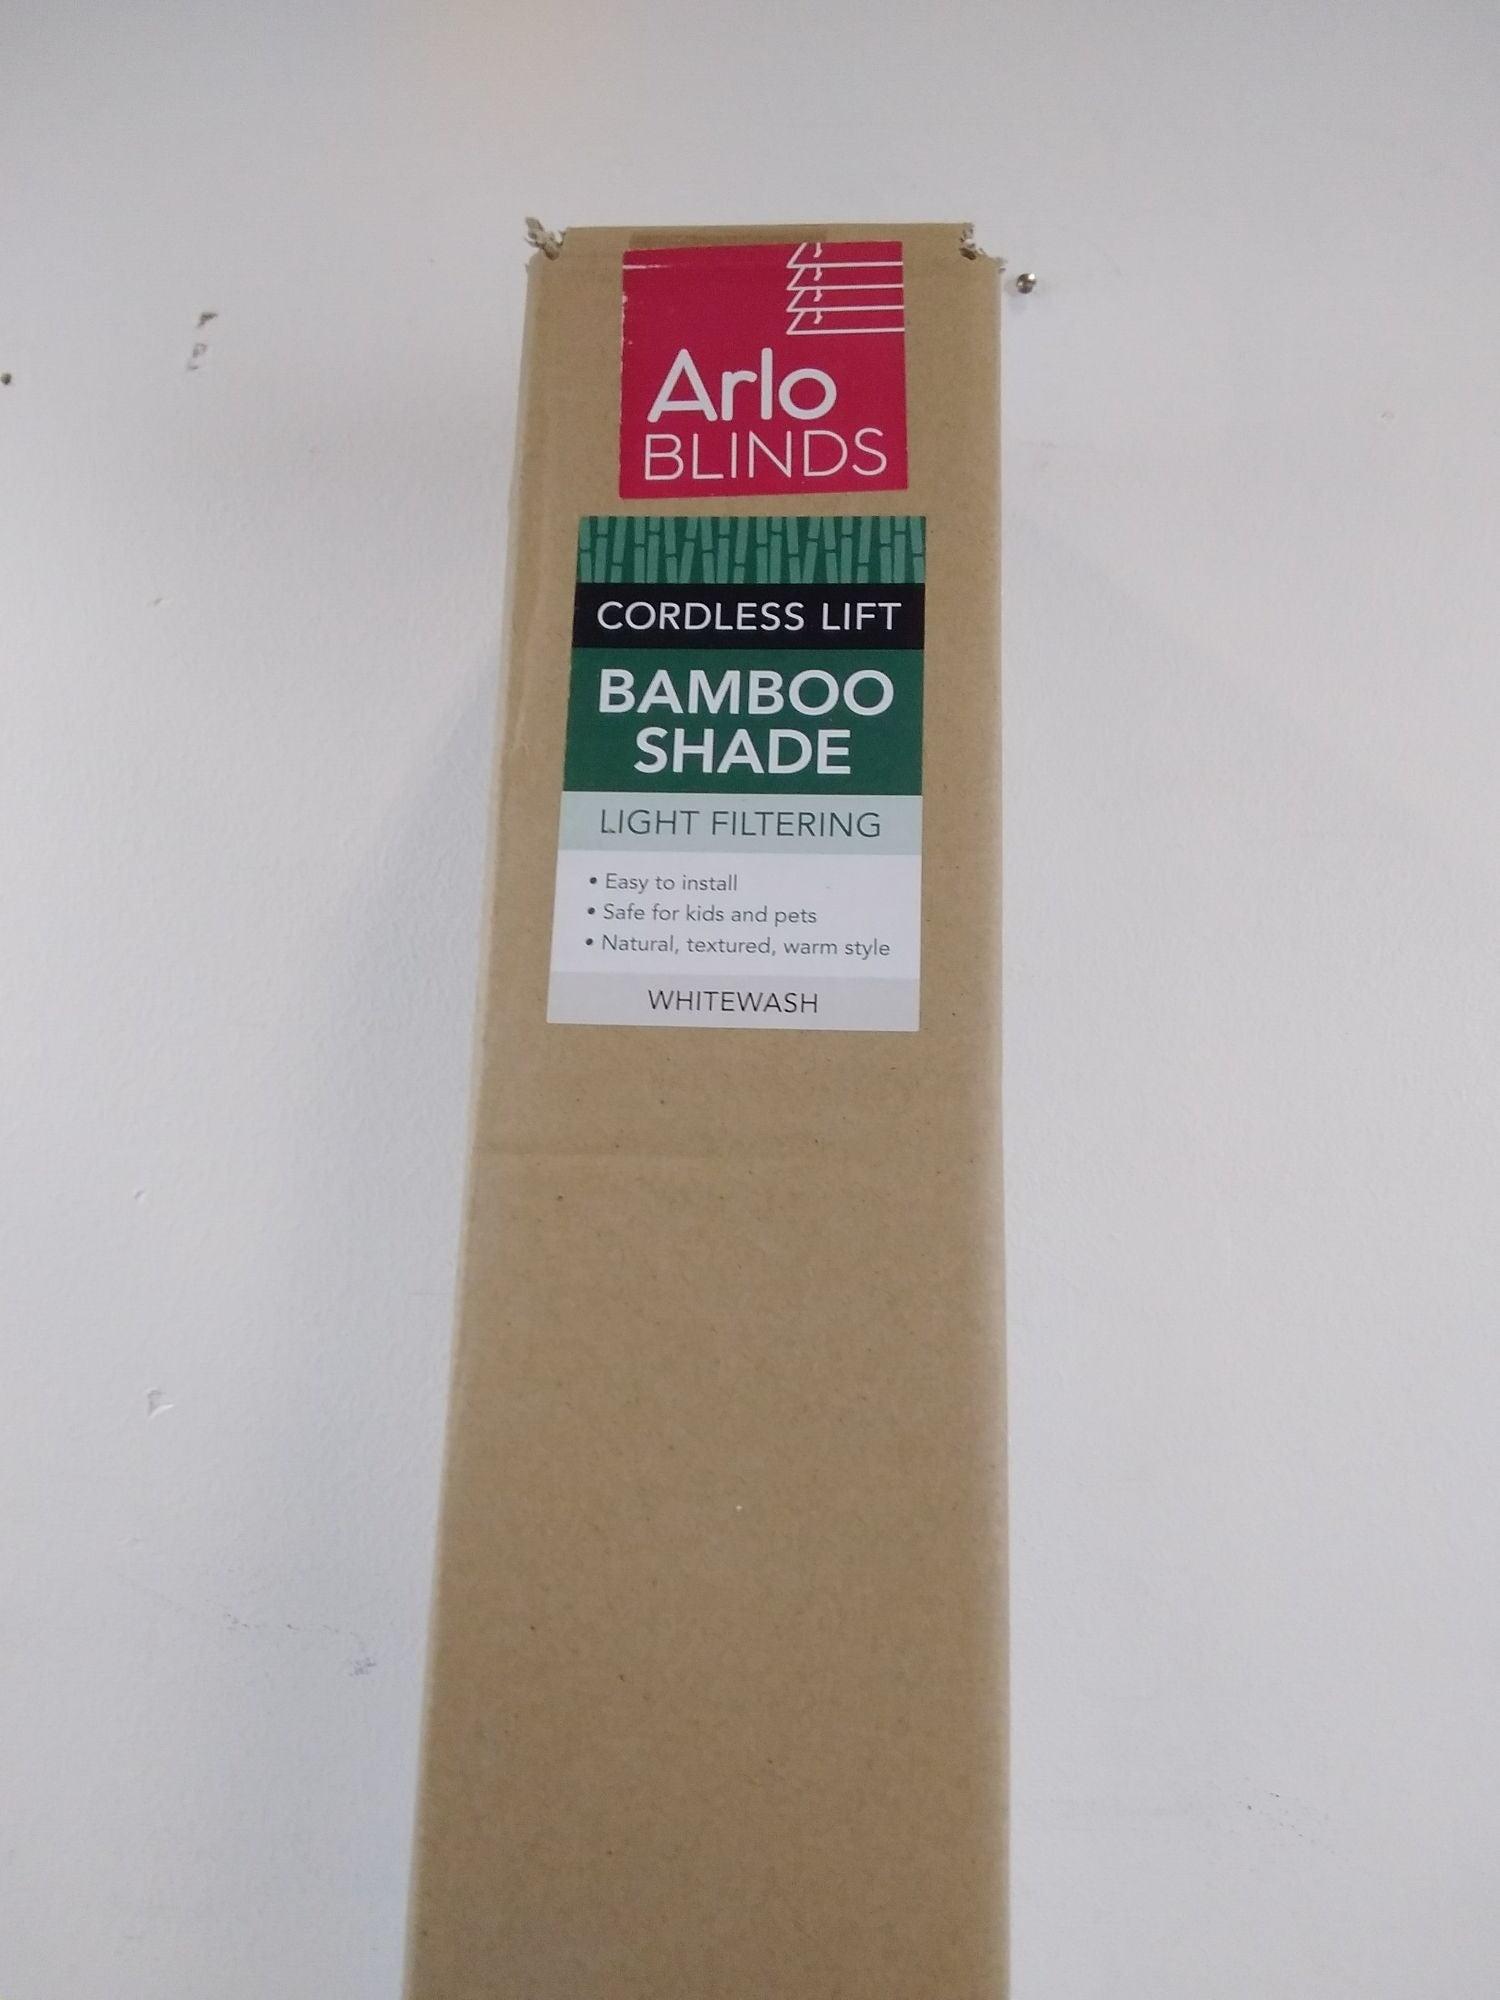 Arlo
BLINDS
CORDLESS LIFT
BAMBOO
SHADE
LIGHT FILTERING
• Easy to install
• Safe for kids and pets
• Natural, textured, warm style
WHITEWASH